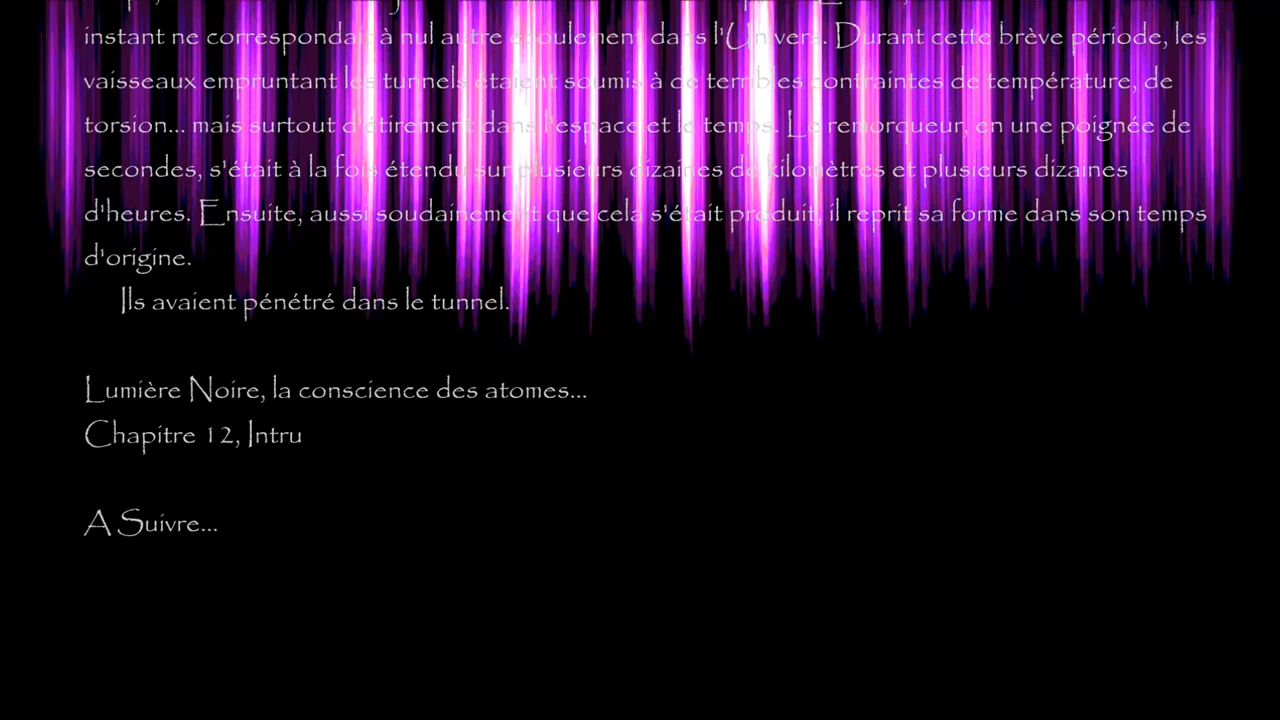 instant ne correspondait à nul autre écoulement dans l'Univers. Durant cette brève période, les
vaisseaux empruntant les tunnels étaient soumis à de terribles contraintes de température, de
torsion... mais surtout d'étirement dans l'espace et le temps. Le remorqueur, en une poignée de
secondes, s'était à la fois étendu sur plusieurs dizaines de kilomètres et plusieurs dizaines
d'heures. Ensuite, aussi soudainement que cela s'était produit, il reprit sa forme dans son temps
d'origine.
Ils avaient pénétré dans le tunnel.
Lumière Noire, la conscience des atomes...
Chapitre 12, Intru
A Suivre...